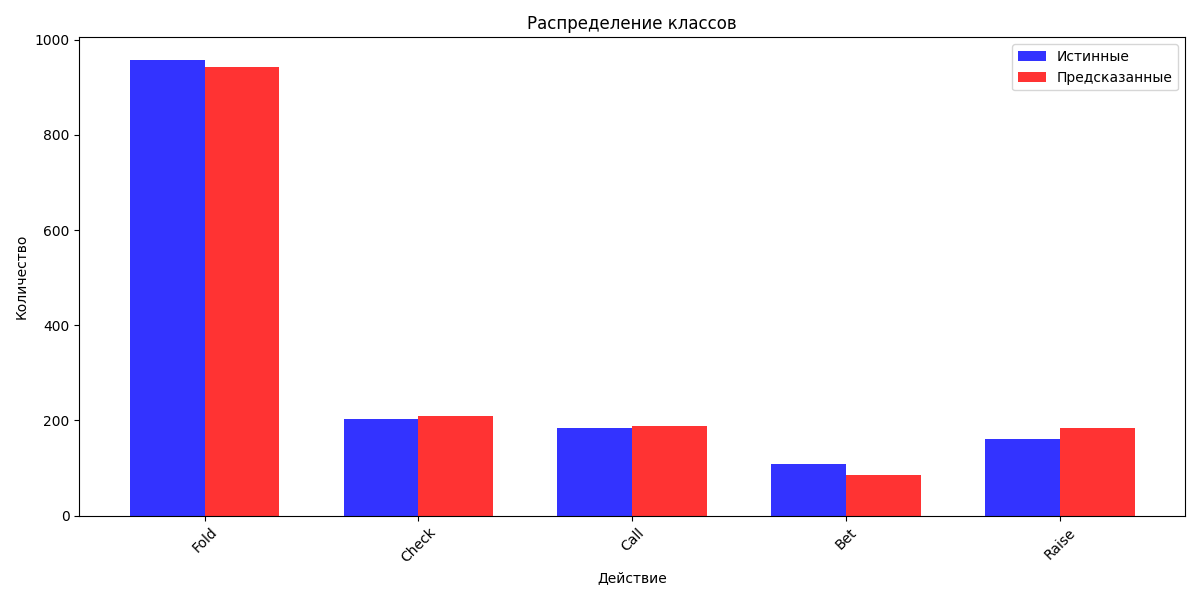 Распределение классов
Истинные
Предсказанные
Количество
1000
800
600
400
200
0
Fold
Check
Call
Bet
Raise
Действие